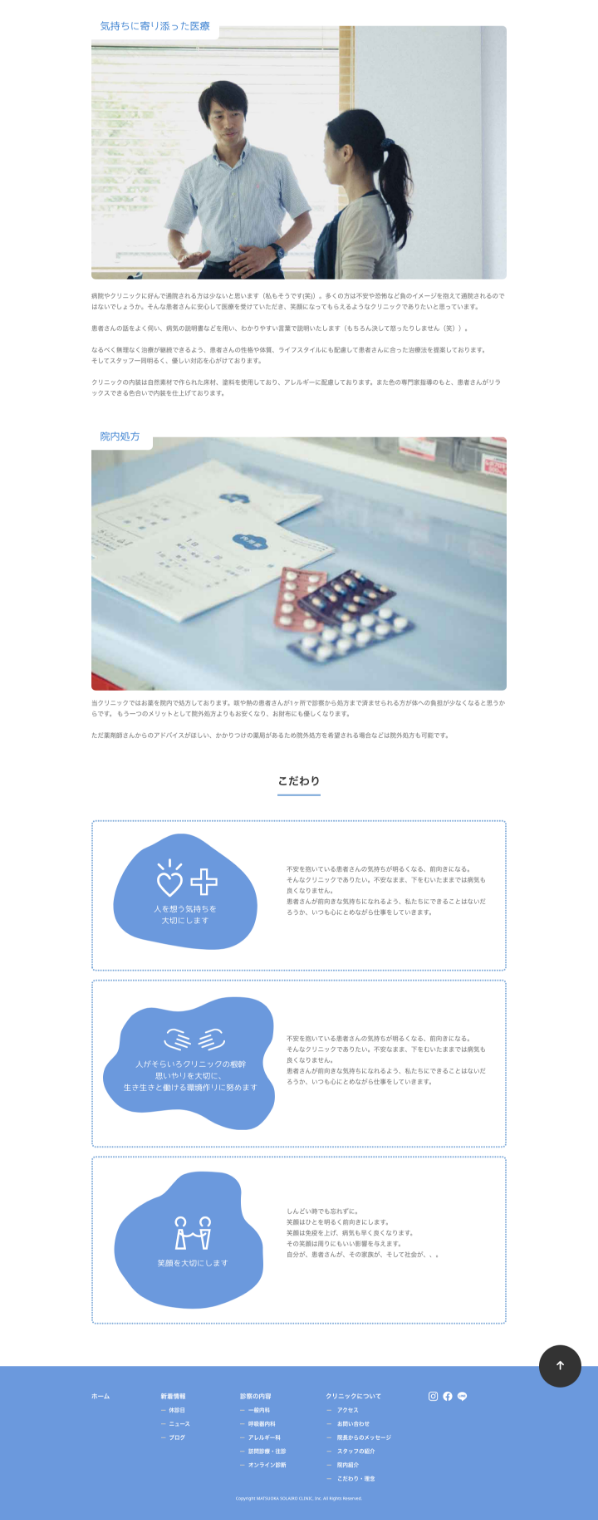 気持ちに寄り添った医療
病院やクリニックに好んで通院される方は少ないと思います（私もそうです(笑)）。多くの方は不安や恐怖など負のイメージを抱えて通院されるので
はないでしょうか。そんな患者さんに安心して医療を受けていただき、笑顔になってもらえるようなクリニックでありたいと思っています。
患者さんの話をよく伺い、病気の説明書などを用い、わかりやすい言葉で説明いたします（もちろん決して怒ったりしません（笑））。
なるべく無理なく治療が継続できるよう、患者さんの性格や体質、ライフスタイルにも配慮して患者さんに合った治療法を提案しております。
そしてスタッフ一同明るく、優しい対応を心がけております。
クリニックの内装は自然素材で作られた床材、塗料を使用しており、アレルギーに配慮しております。また色の専門家指導のもと、患者さんがリラ
ックスできる色合いで内装を仕上げております。
院内処方
当クリニックではお薬を院内で処方しております。咳や熱の患者さんが1ヶ所で診察から処方まで済ませられる方が体への負担が少なくなると思うか
らです。 もう一つのメリットとして院外処方よりもお安くなり、お財布にも優しくなります。
ただ薬剤師さんからのアドバイスがほしい、かかりつけの薬局があるため院外処方を希望される場合などは院外処方も可能です。
こだわり
人を想う気持ちを
大切にします
不安を抱いている患者さんの気持ちが明るくなる、前向きになる。
そんなクリニックでありたい。不安なまま、下をむいたままでは病気も
良くなりません。
患者さんが前向きな気持ちになれるよう、私たちにできることはないだ
ろうか、いつも心にとめながら仕事をしていきます。
人がそらいろクリニックの根幹
思いやりを大切に、
生き生きと働ける環境作りに努めます
不安を抱いている患者さんの気持ちが明るくなる、前向きになる。
そんなクリニックでありたい。不安なまま、下をむいたままでは病気も
良くなりません。
患者さんが前向きな気持ちになれるよう、私たちにできることはないだ
ろうか、いつも心にとめながら仕事をしていきます。
笑顔を大切にします
しんどい時でも忘れずに。
笑顔はひとを明るく前向きにします。
笑顔は免疫を上げ、病気も早く良くなります。
その笑顔は周りにもいい影響を与えます。
自分が、患者さんが、その家族が、そして社会が、、。
ホーム
新着情報
— 休診日
— ニュース
— ブログ
診察の内容
— 一般内科
— 呼吸器内科
— アレルギー科
— 訪問診療・往診
— オンライン診断
クリニックについて
— アクセス
— お問い合わせ
— 院長からのメッセージ
— スタッフの紹介
— 院内紹介
— こだわり・理念
Copyright MATSUOKA SOLAIRO CLINIC, Inc. All Rights Reserved.